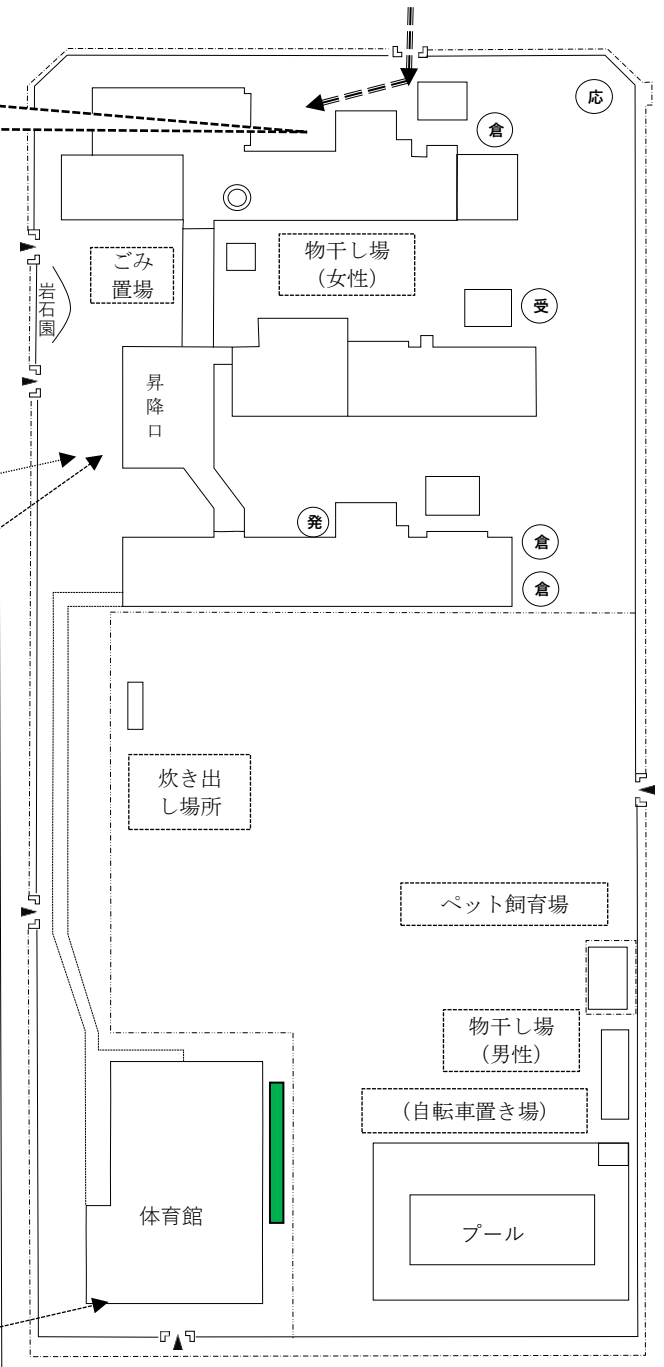 応
倉
ごみ
置場
物干し場
（女性）
岩石園
受
昇降口
発
倉
倉
炊き出
し場所
ペット飼育場
物干し場
（男性）
（自転車置き場）
体育館
プール